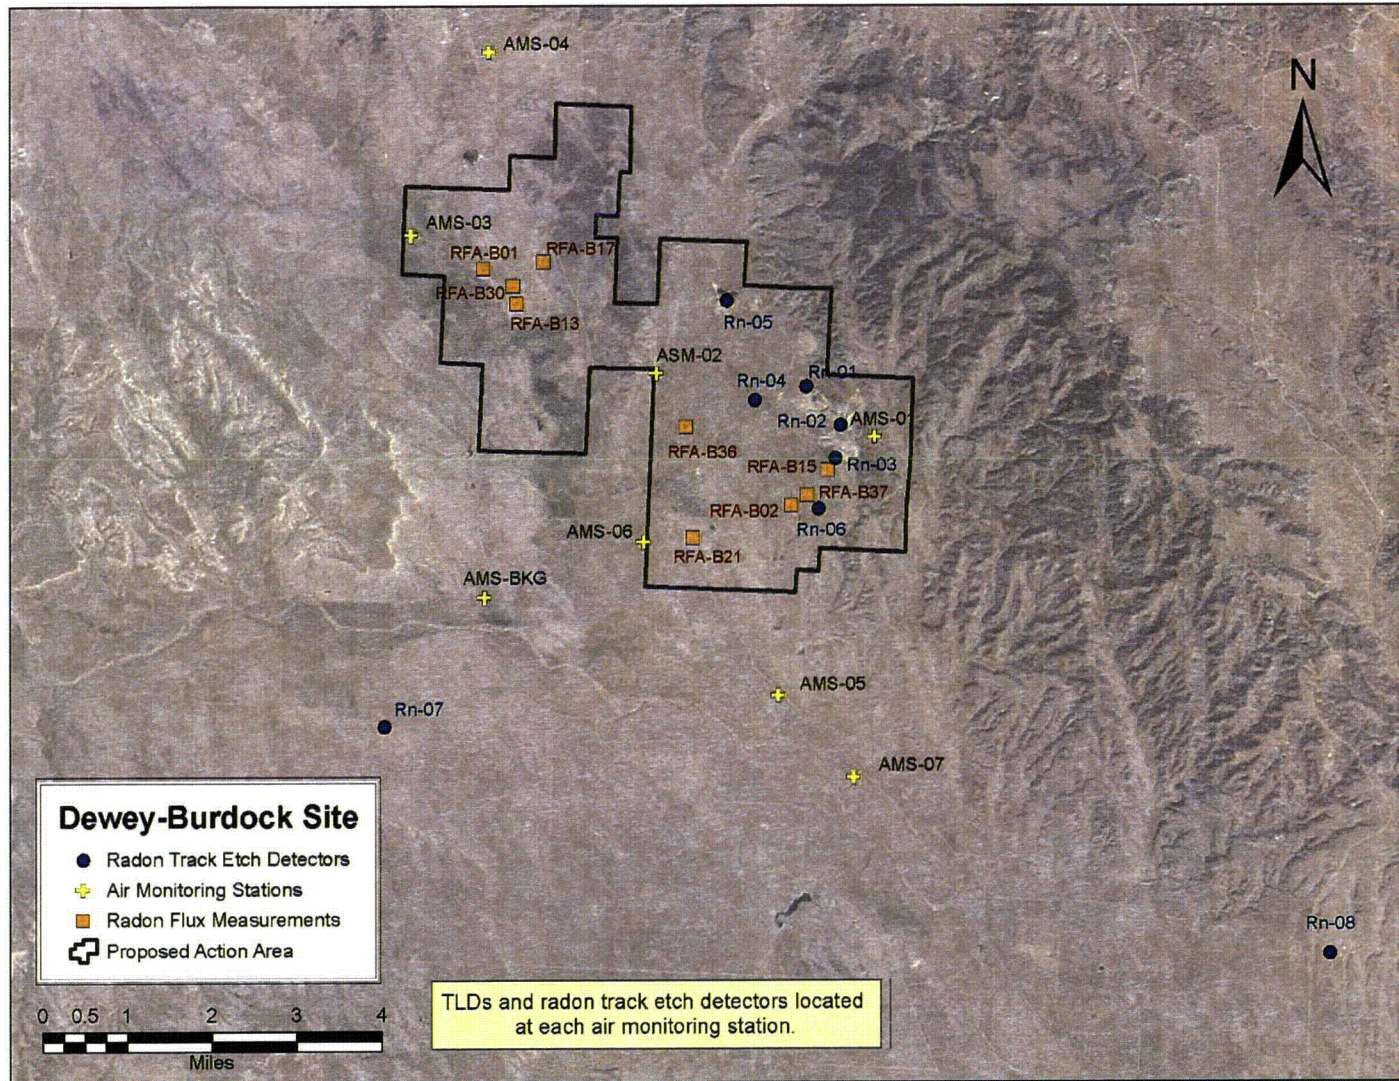 AMS-04
N
AMS-03
RFA-B01
RFA-B17
RFA-B30
RFA-B13
Rn-05
ASM-02
Rn-04
Rn-01
Rn-02
AMS-01
RFA-B36
RFA-B15
Rn-03
RFA-B37
RFA-B02
Rn-06
AMS-06
RFA-B21
AMS-BKG
AMS-05
Rn-07
AMS-07
Rn-08
Dewey-Burdock Site
Radon Track Etch Detectors
Air Monitoring Stations
Radon Flux Measurements
Proposed Action Area
TLDs and radon track etch detectors located
at each air monitoring station.
0 0.5 1 2 3 4
Miles